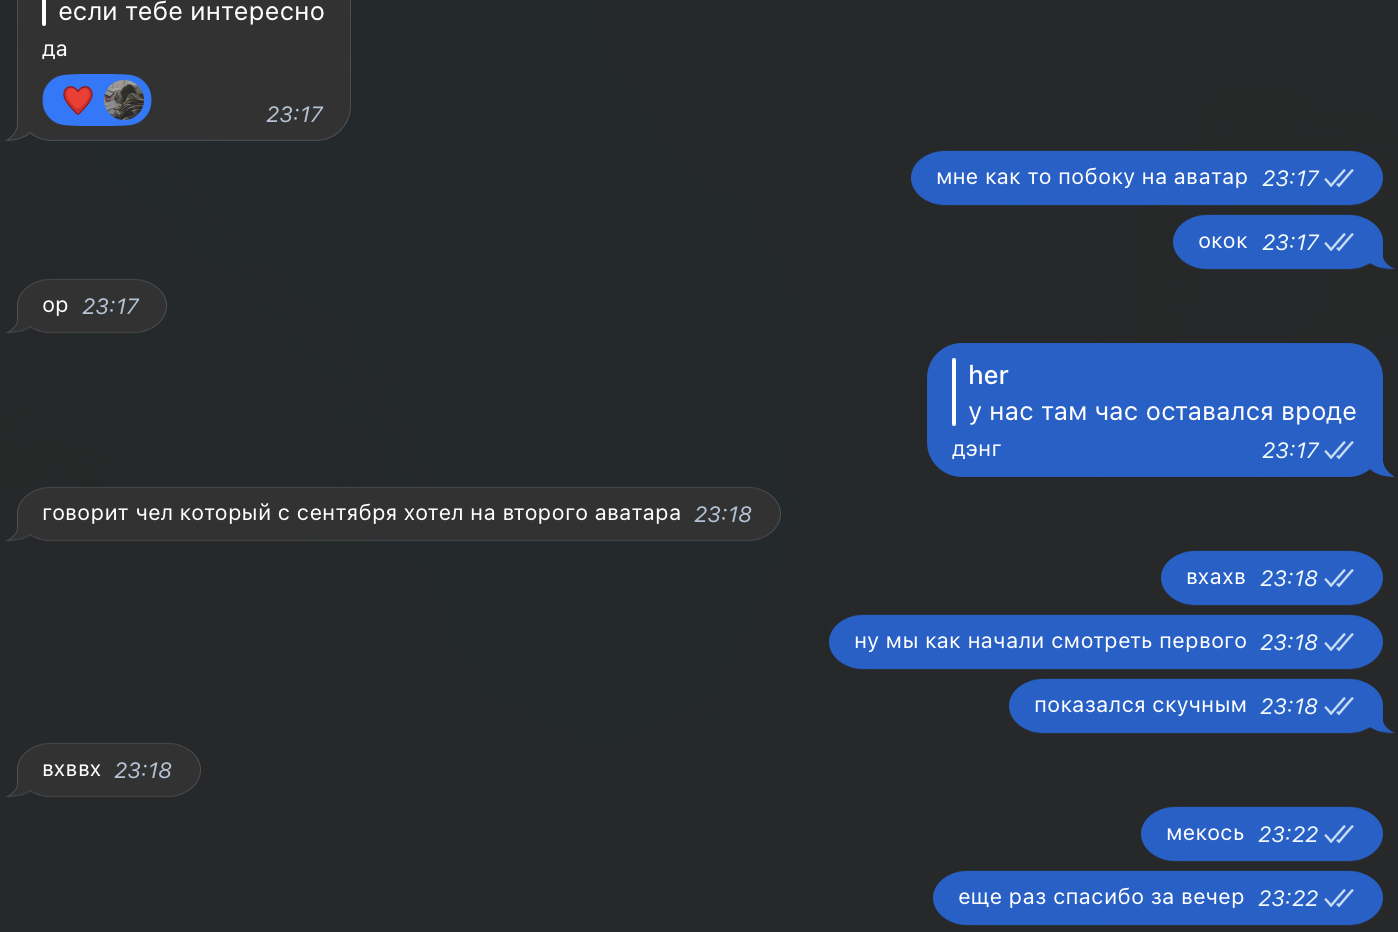 если тебе интересно
да
23:17
мне как то побоку на аватар 23:17
окок 23:17
ор 23:17
her
у нас там час оставался вроде
дэнг 23:17
говорит чел который с сентября хотел на второго аватара 23:18
вхахв 23:18
ну мы как начали смотреть первого 23:18
показался скучным 23:18
вхввх 23:18
мекось 23:22
еще раз спасибо за вечер 23:22